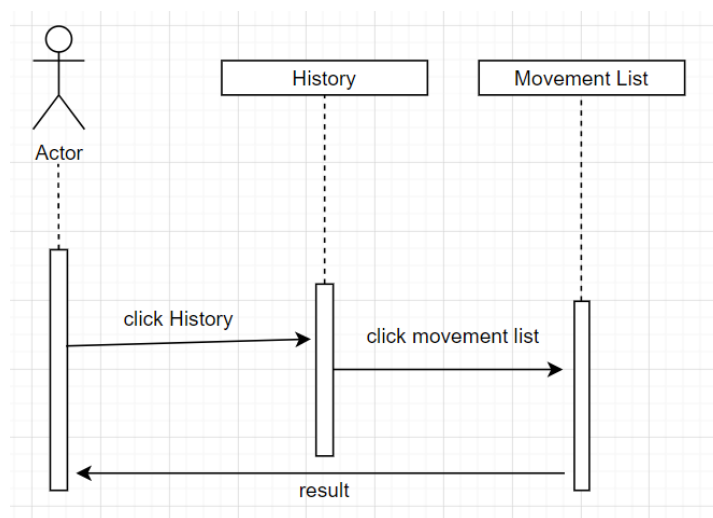 History
Movement List
Actor
click History
click movement list
result